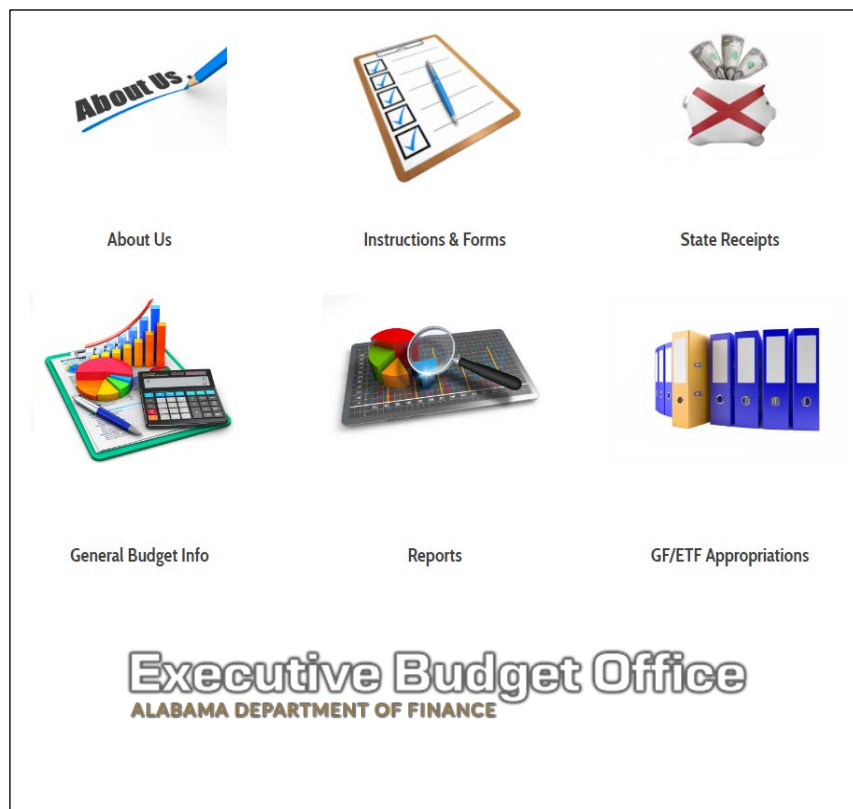 About Us
About Us
Instructions & Forms
State Receipts
General Budget Info
Reports
GF/ETF Appropriations
Executive Budget Office
ALABAMA DEPARTMENT OF FINANCE